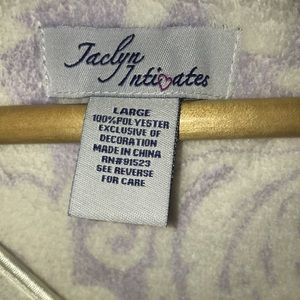 Jaclyn
Intimates
LARGE
100%POLYESTER
EXCLUSIVE OF
DECORATION
MADE IN CHINA
RN#91523
SEE REVERSE
FOR CARE